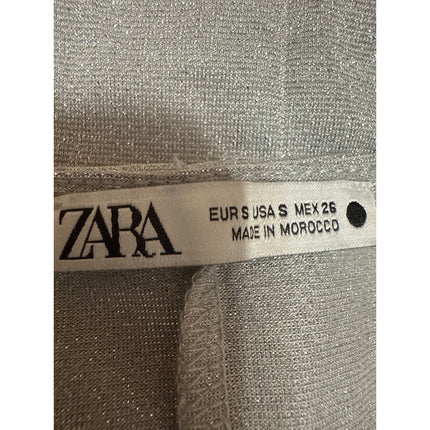 ZARA
EUR S USA S MEX 26
MADE IN MOROCCO